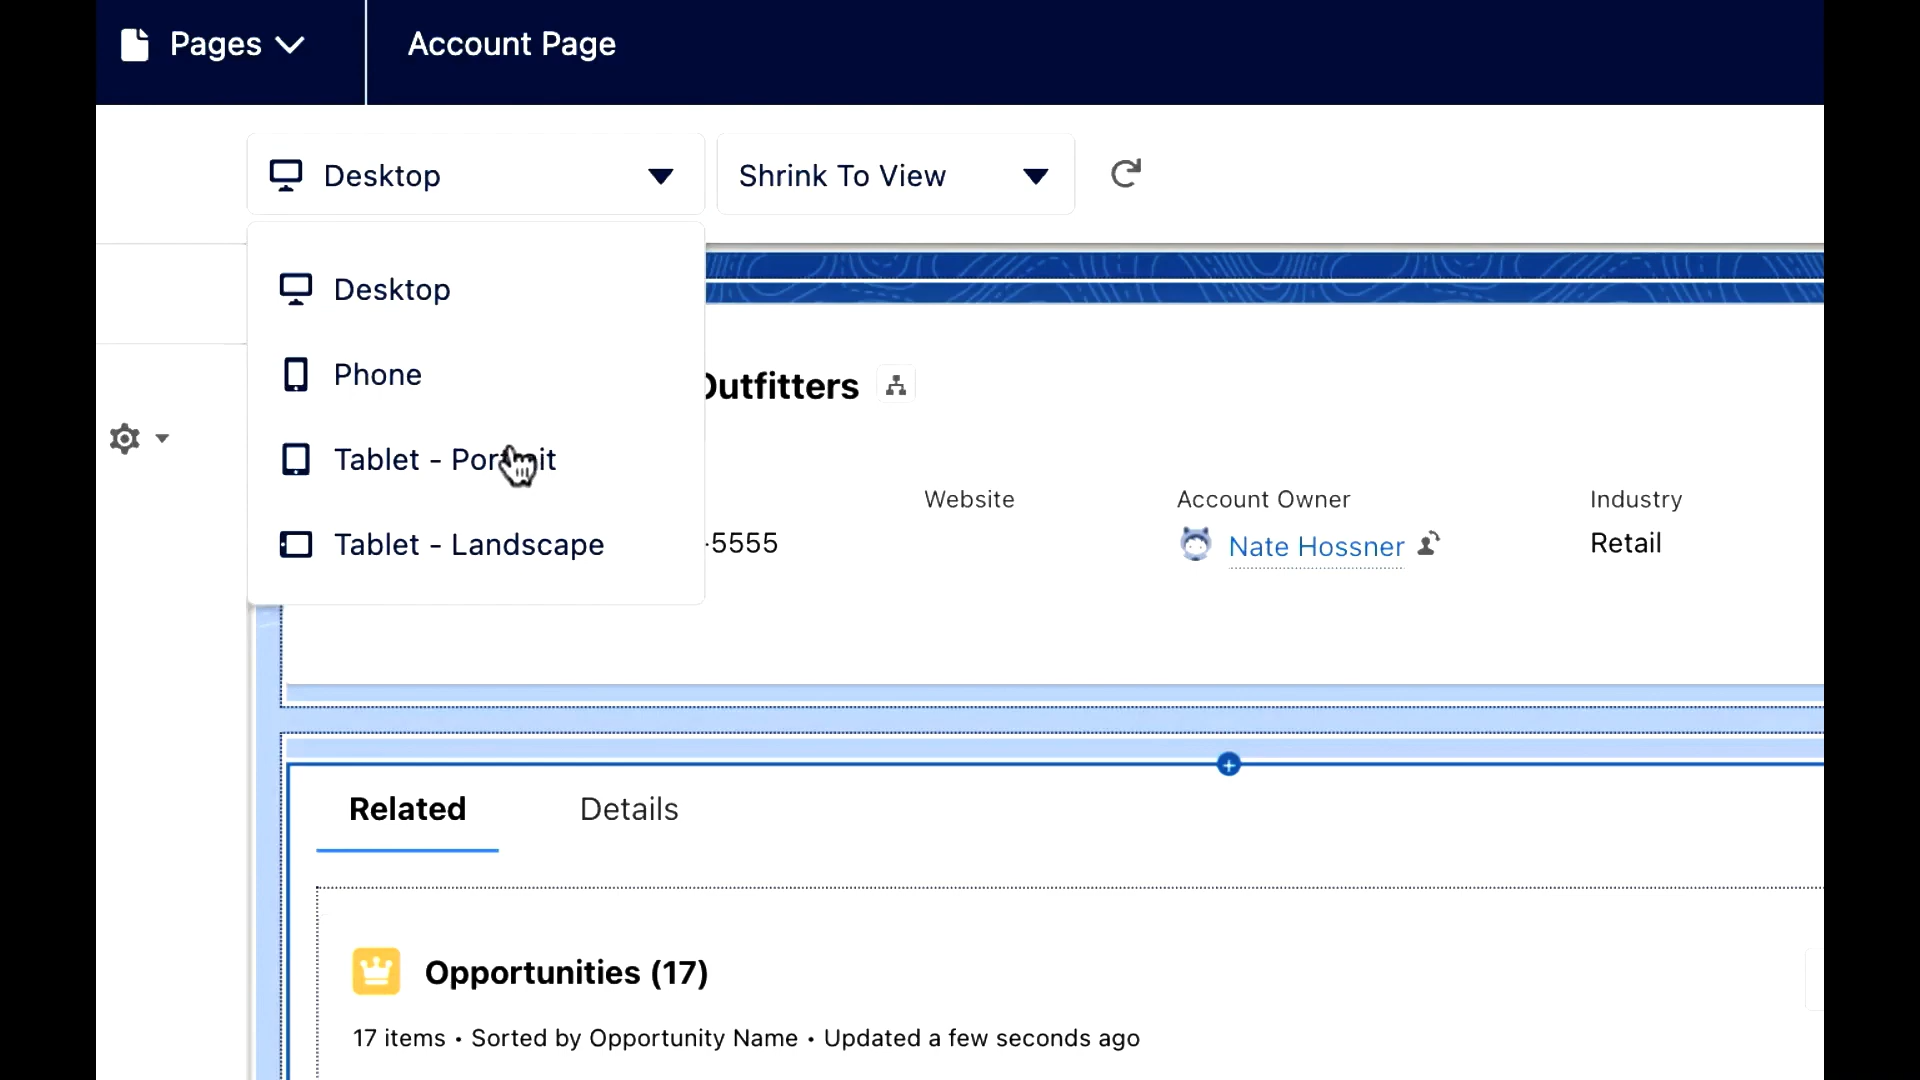 Pages
Account Page
Desktop
Shrink To View
Desktop
Phone
Tablet - Portrait
Tablet - Landscape
Outfitters
-5555
Website
Account Owner
Nate Hossner
Industry
Retail
Related
Details
Opportunities (17)
17 items • Sorted by Opportunity Name • Updated a few seconds ago